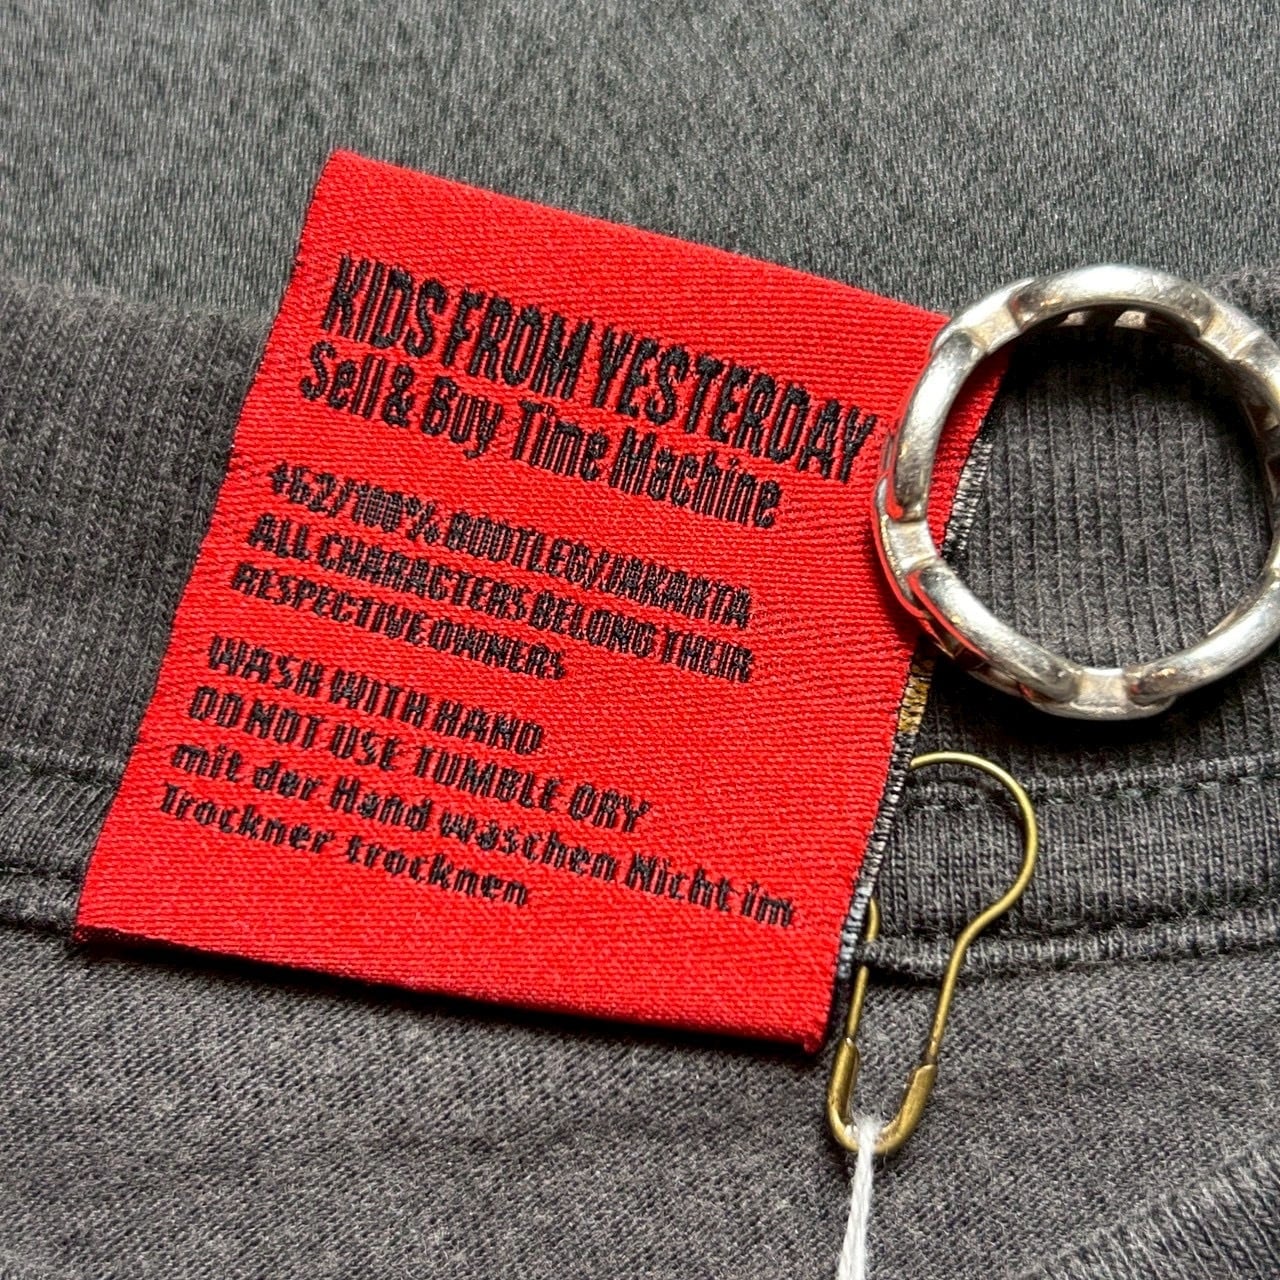 KIDS FROM YESTERDAY
Sell & Buy Time Machine
+62/100% BOOTLEG/JAKARTA
ALL CHARACTERS BELONG THEIR
RESPECTIVE OWNERS
WASH WITH HAND
DO NOT USE TUMBLE DRY
mit der Hand waschen Nicht im
Trockner trocknen